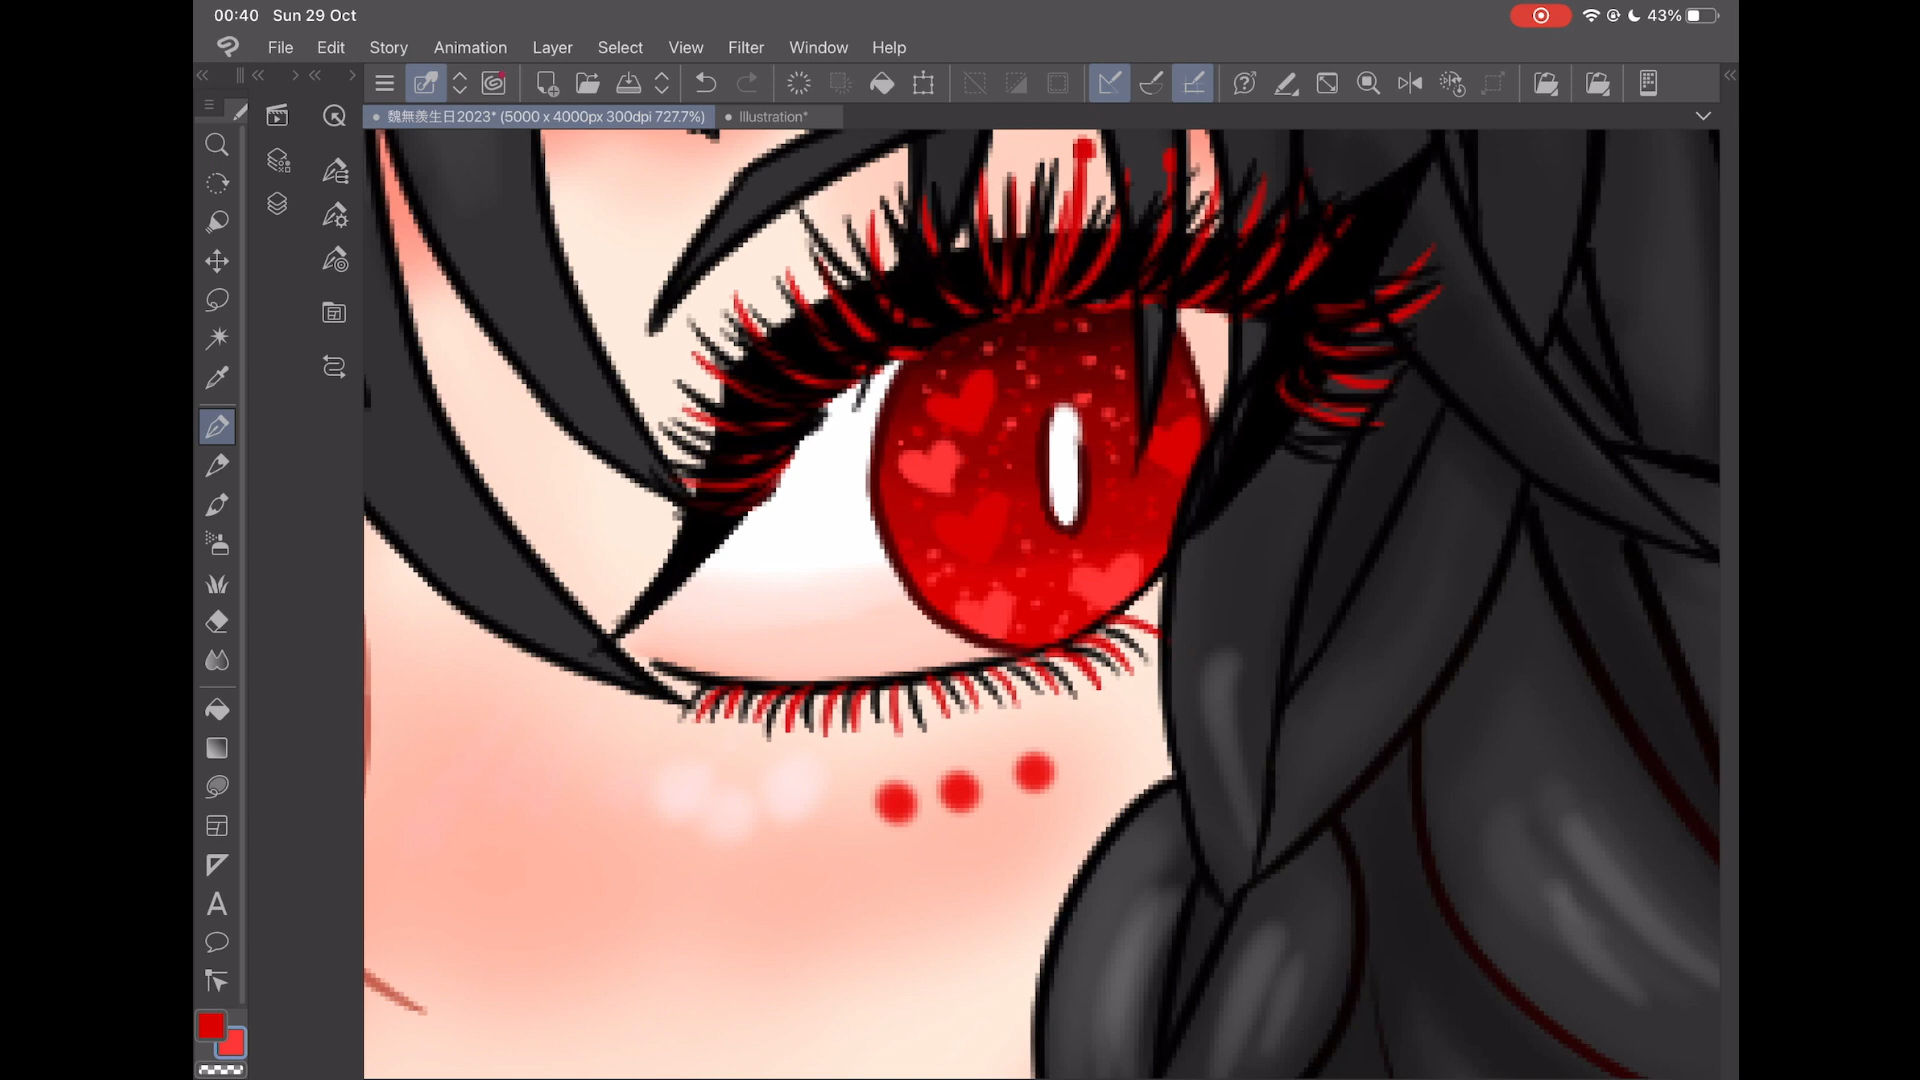 00:40 Sun 29 Oct 43%
File Edit Story Animation Layer Select View Filter Window Help
魏無羨生日2023* (5000 x 4000px 300dpi 727.7%) Illustration*